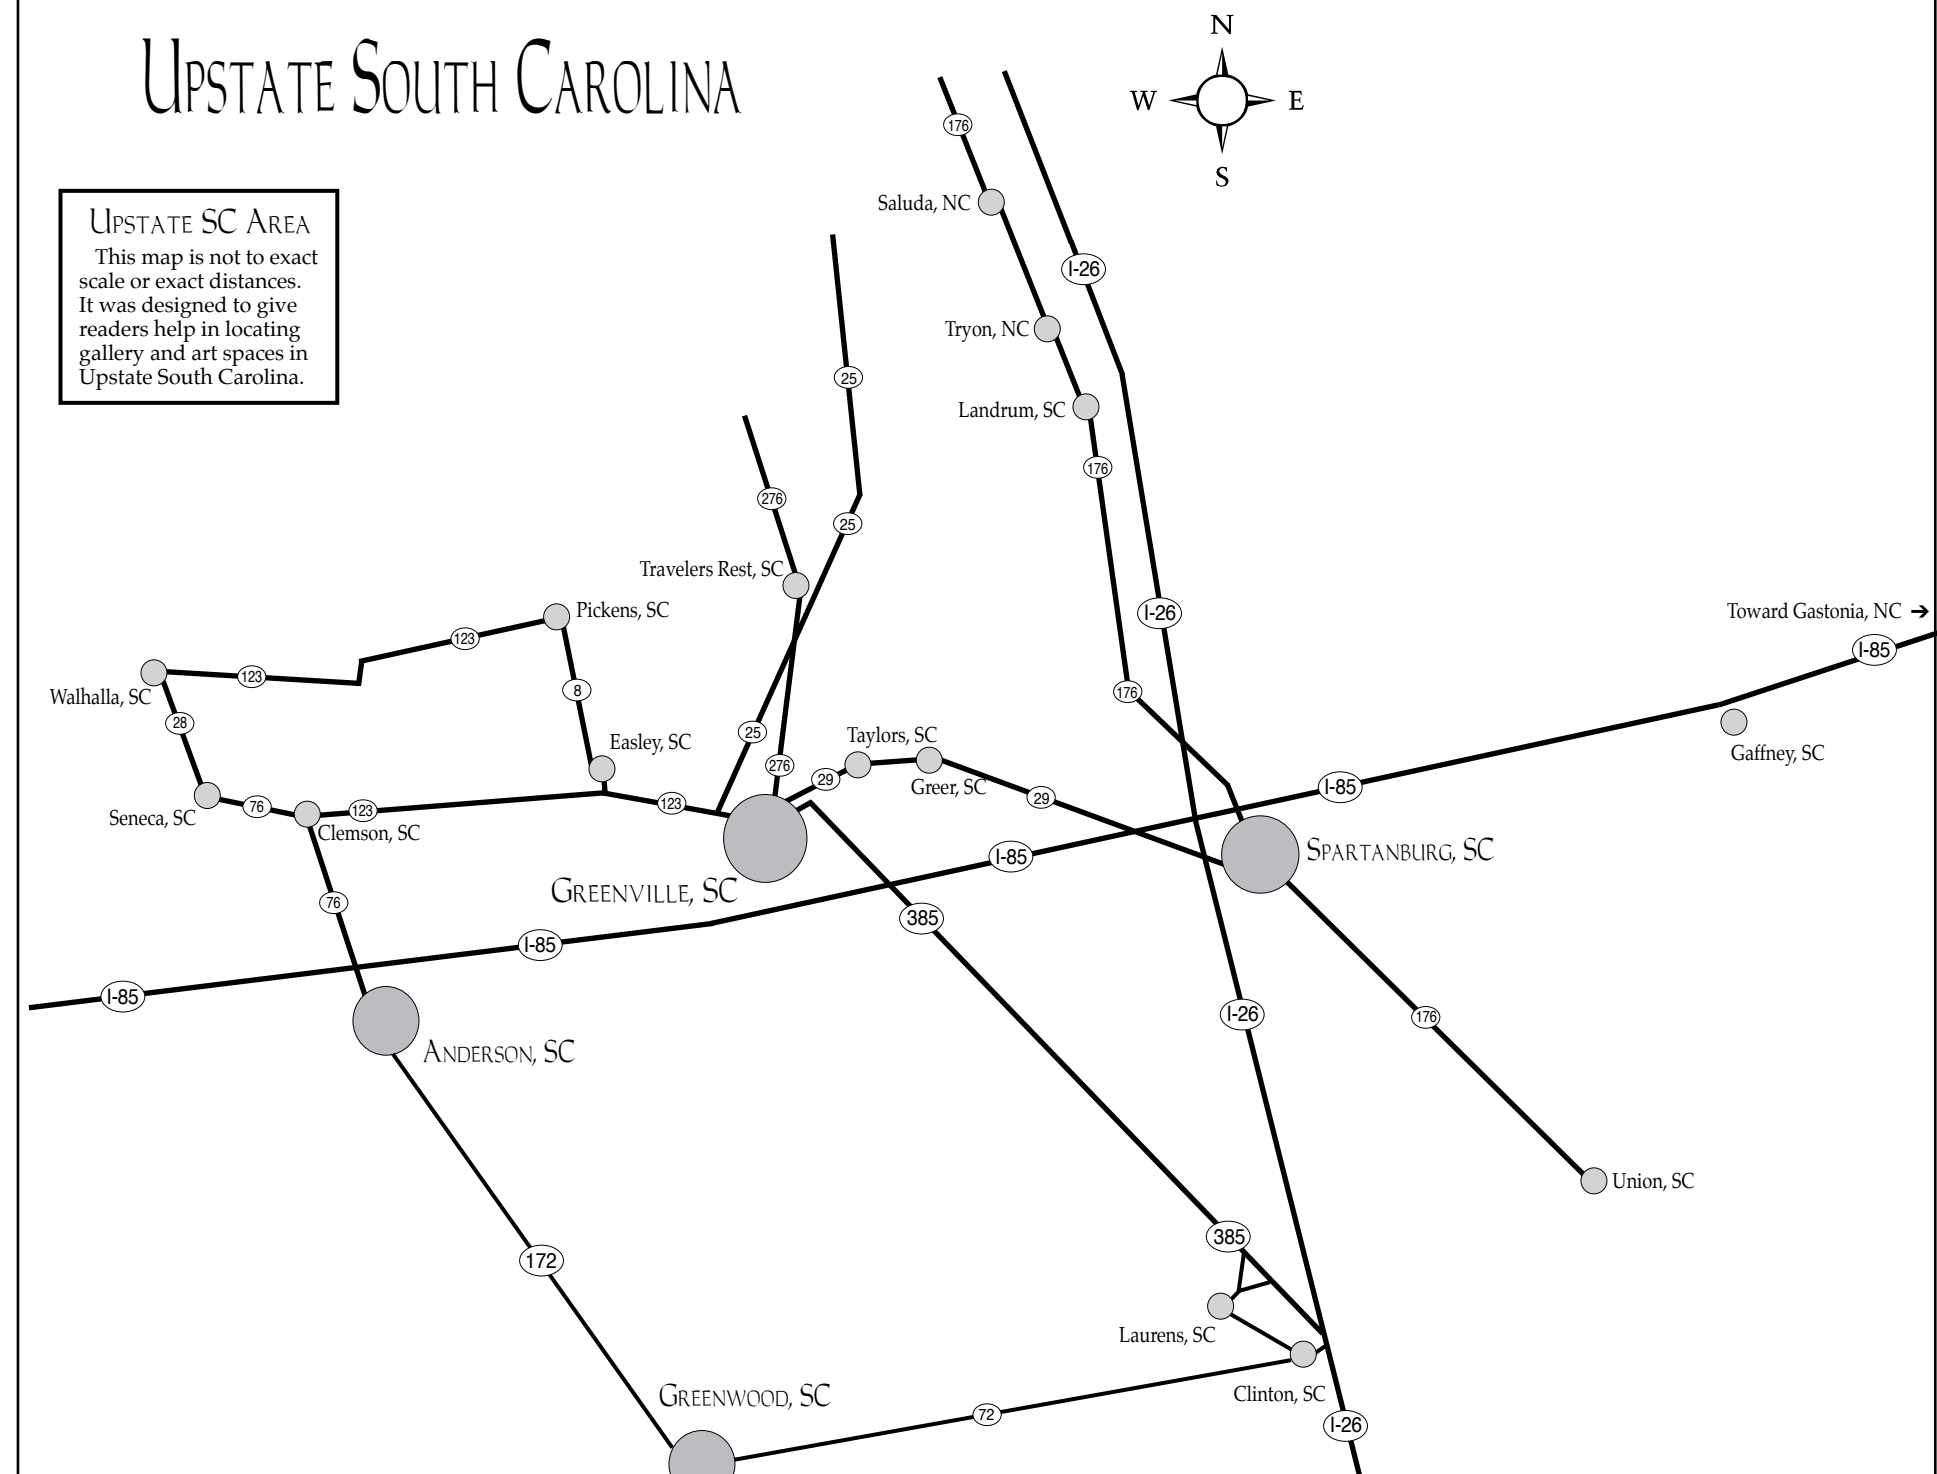 Upstate South Carolina
N
W E
S
176
Upstate SC Area
This map is not to exact
scale or exact distances.
It was designed to give
readers help in locating
gallery and art spaces in
Upstate South Carolina.
Saluda, NC
I-26
Tryon, NC
25
Landrum, SC
176
276
25
Travelers Rest, SC
Pickens, SC
I-26
Toward Gastonia, NC ➔
123
I-85
123
Walhalla, SC
8
176
28
25
Taylors, SC
Easley, SC
Gaffney, SC
276
29
Greer, SC
I-85
29
Seneca, SC
76
123
123
Clemson, SC
Spartanburg, SC
I-85
Greenville, SC
76
385
I-85
I-85
I-26
176
Anderson, SC
Union, SC
385
172
Laurens, SC
Greenwood, SC
Clinton, SC
72
I-26